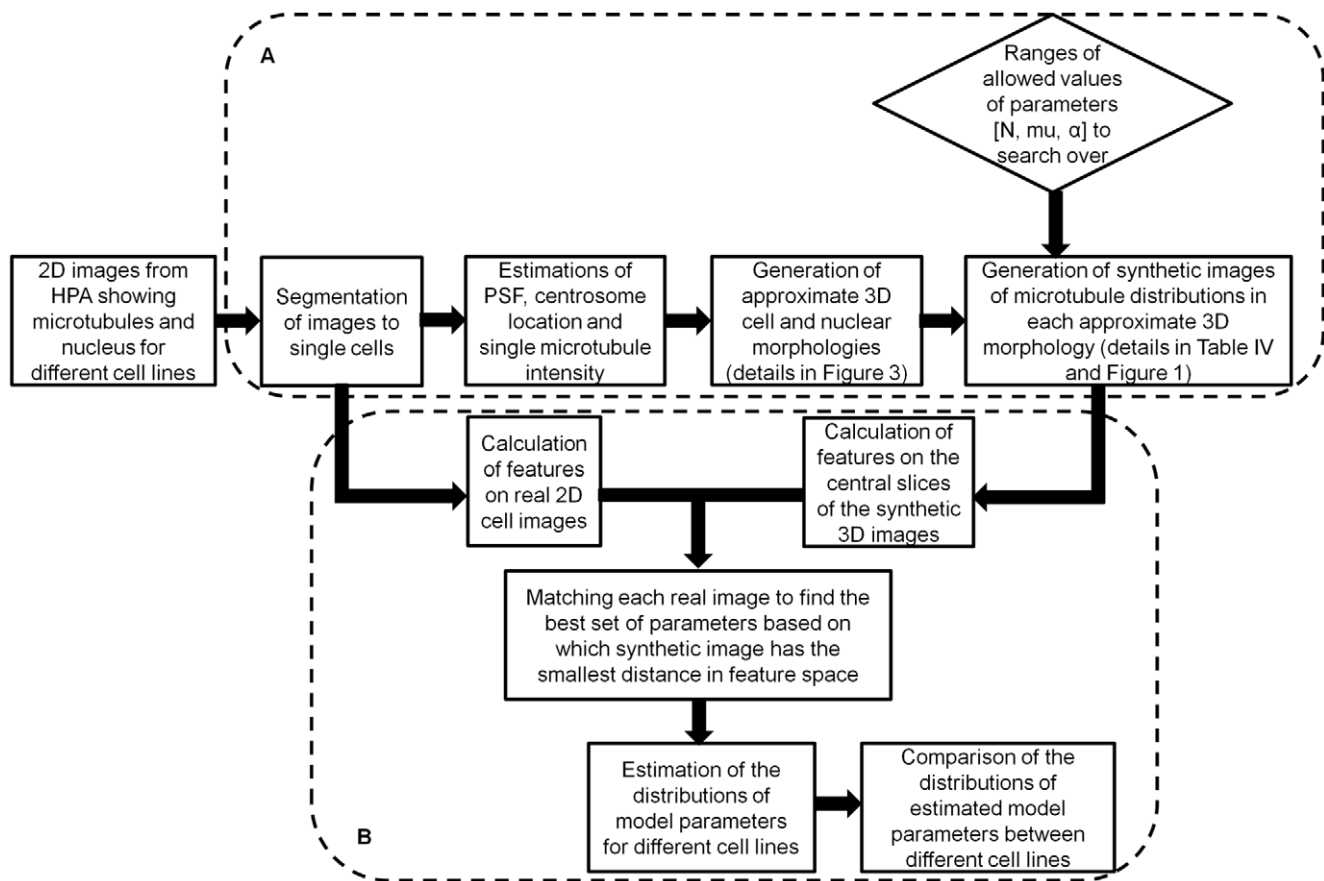 A
Ranges of
allowed values
of parameters
[N, mu, α] to
search over
2D images from
HPA showing
microtubules and
nucleus for
different cell lines
Segmentation
of images to
single cells
Estimations of
PSF, centrosome
location and
single microtubule
intensity
Generation of
approximate 3D
cell and nuclear
morphologies
(details in Figure 3)
Generation of synthetic images
of microtubule distributions in
each approximate 3D
morphology (details in Table IV
and Figure 1)
Calculation
of features
on real 2D
cell images
Calculation of
features on the
central slices
of the synthetic
3D images
Matching each real image to find the
best set of parameters based on
which synthetic image has the
smallest distance in feature space
Estimation of the
distributions of
model parameters
for different cell lines
Comparison of the
distributions of
estimated model
parameters between
different cell lines
B